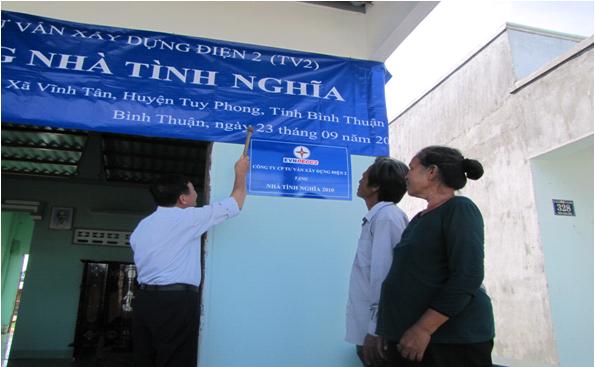 Ư VẤN XÂY DỰNG ĐIỆN 2 (TV2)
G NHÀ TÌNH NGHĨA
Xã Vĩnh Tân, Huyện Tuy Phong, Tỉnh Bình Thuận
Bình Thuận, ngày 23 tháng 09 năm 20
EVNPECC2
CÔNG TY CP TƯ VẤN XÂY DỰNG ĐIỆN 2
TẶNG
NHÀ TÌNH NGHĨA 2010
328